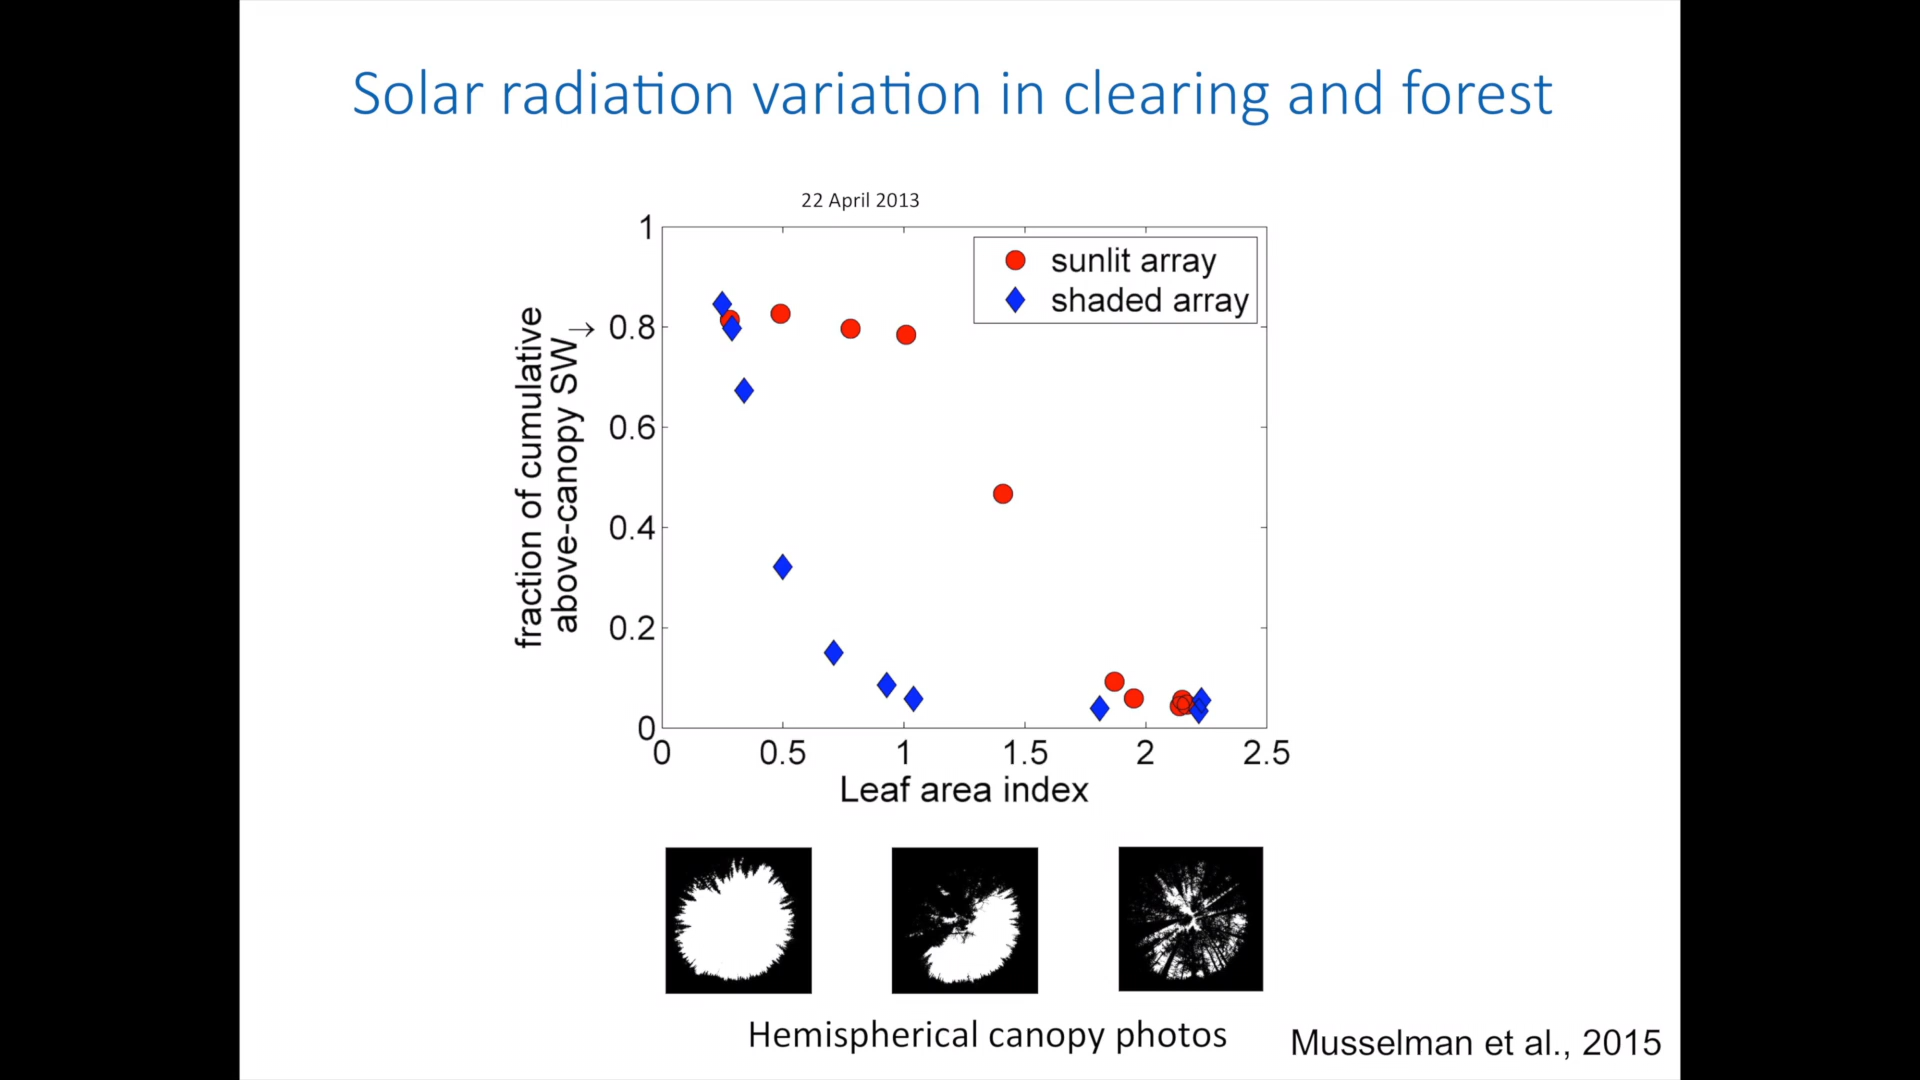 Solar radiation variation in clearing and forest
22 April 2013
1
0.8
0.6
0.4
0.2
0
fraction of cumulative
above-canopy SW↓
sunlit array
shaded array
0 0.5 1 1.5 2 2.5
Leaf area index
Hemispherical canopy photos
Musselman et al., 2015